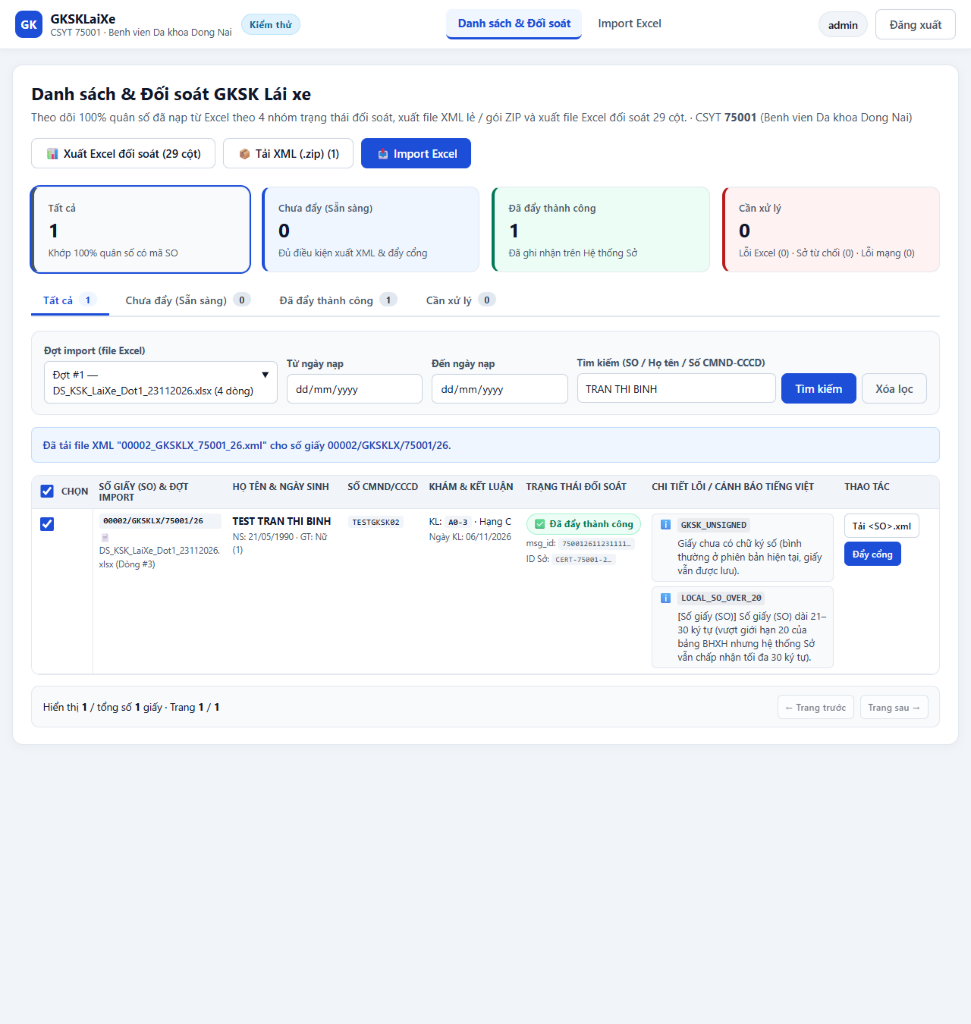 GK
GKSKLaiXe
CSYT 75001 · Benh vien Da khoa Dong Nai
Kiểm thử
Danh sách & Đối soát
Import Excel
admin
Đăng xuất
Danh sách & Đối soát GKSK Lái xe
Theo dõi 100% quân số đã nạp từ Excel theo 4 nhóm trạng thái đối soát, xuất file XML lẻ / gói ZIP và xuất file Excel đối soát 29 cột. · CSYT 75001 (Benh vien Da khoa Dong Nai)
Xuất Excel đối soát (29 cột)
Tải XML (.zip) (1)
Import Excel
Tất cả
1
Khớp 100% quân số có mã SO
Chưa đẩy (Sẵn sàng)
0
Đủ điều kiện xuất XML & đẩy cổng
Đã đẩy thành công
1
Đã ghi nhận trên Hệ thống Sở
Cần xử lý
0
Lỗi Excel (0) · Sở từ chối (0) · Lỗi mạng (0)
Tất cả 1
Chưa đẩy (Sẵn sàng) 0
Đã đẩy thành công 1
Cần xử lý 0
Đợt import (file Excel)
Đợt #1 —
DS_KSK_LaiXe_Dot1_23112026.xlsx (4 dòng)
Từ ngày nạp
dd/mm/yyyy
Đến ngày nạp
dd/mm/yyyy
Tìm kiếm (SO / Họ tên / Số CMND-CCCD)
TRAN THI BINH
Tìm kiếm
Xóa lọc
Đã tải file XML "00002_GKSKLX_75001_26.xml" cho số giấy 00002/GKSKLX/75001/26.
CHỌN
SỐ GIẤY (SO) & ĐỢT
IMPORT
HỌ TÊN & NGÀY SINH
SỐ CMND/CCCD
KHÁM & KẾT LUẬN
TRẠNG THÁI ĐỐI SOÁT
CHI TIẾT LỖI / CẢNH BÁO TIẾNG VIỆT
THAO TÁC
00002/GKSKLX/75001/26
DS_KSK_LaiXe_Dot1_23112026.
xlsx (Dòng #3)
TEST TRAN THI BINH
NS: 21/05/1990 · GT: Nữ
(1)
TESTGKSK02
KL: A0-3 · Hạng C
Ngày KL: 06/11/2026
Đã đẩy thành công
msg_id: 750012611231111…
ID Sở: CERT-75001-2…
GKSK_UNSIGNED
Giấy chưa có chữ ký số (bình
thường ở phiên bản hiện tại, giấy
vẫn được lưu).
LOCAL_SO_OVER_20
[Số giấy (SO)] Số giấy (SO) dài 21–
30 ký tự (vượt giới hạn 20 của
bảng BHXH nhưng hệ thống Sở
vẫn chấp nhận tối đa 30 ký tự).
Tải <SO>.xml
Đẩy cổng
Hiển thị 1 / tổng số 1 giấy · Trang 1 / 1
← Trang trước
Trang sau →